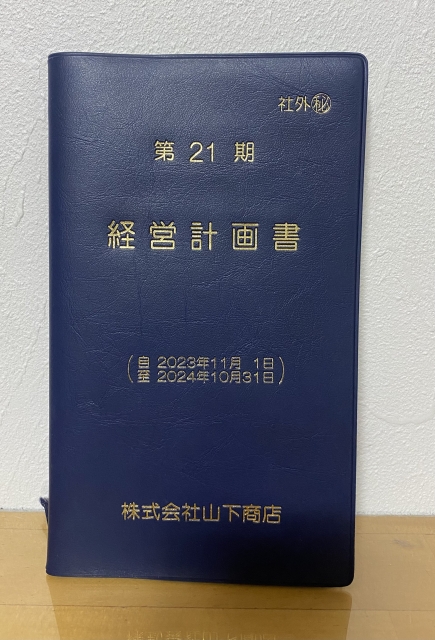 社外㊙
第 21 期
経営計画書
(自 2023年11月 1日
至 2024年10月31日)
株式会社山下商店